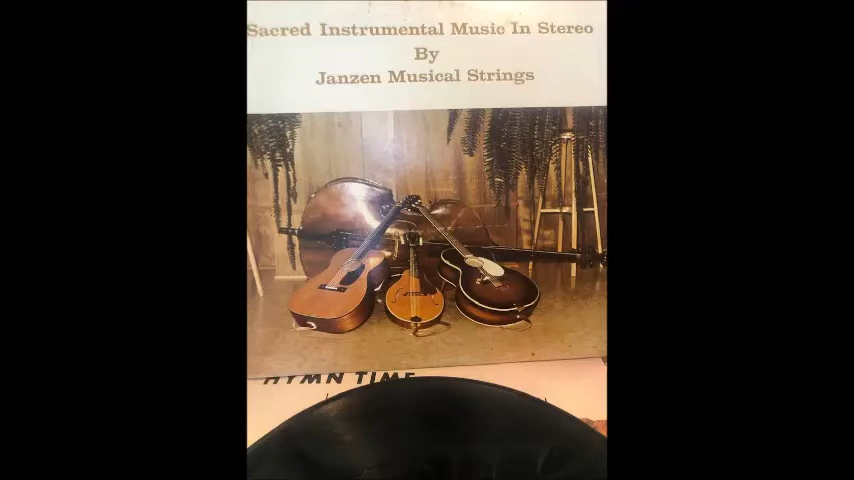 Sacred Instrumental Music In Stereo
By
Janzen Musical Strings
HYMN TIME